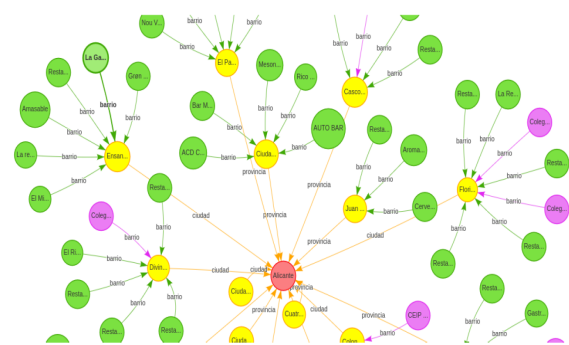 Nou V...
barrio
barrio
barrio
barrio
La Ga...
El Pa...
barrio
barrio
Resta...
Resta...
Meson...
Rico ...
Casco...
Resta...
La Re...
Amasable
barrio
barrio
Bar M...
barrio
barrio
AUTO BAR
Resta...
barrio
barrio
Coleg...
barrio
barrio
La re...
barrio
Ensan...
ACD C...
barrio
Ciuda...
barrio
barrio
Aroma...
barrio
Resta...
barrio
provincia
barrio
barrio
El Mi...
Resta...
provincia
Flori...
barrio
Coleg...
Coleg...
barrio
ciudad
provincia
Juan ...
barrio
Cerve...
barrio
barrio
barrio
provincia
ciudad
Resta...
El Ri...
barrio
Divin...
ciudad
ciudad
Alicante
Resta...
Resta...
barrio
barrio
barrio
Ciuda...
provincia
provincia
Cuatr...
ciudad
provincia
CEIP ...
Gastr...
Resta...
Resta...
Ciuda
Colon
barrio
barrio
barrio